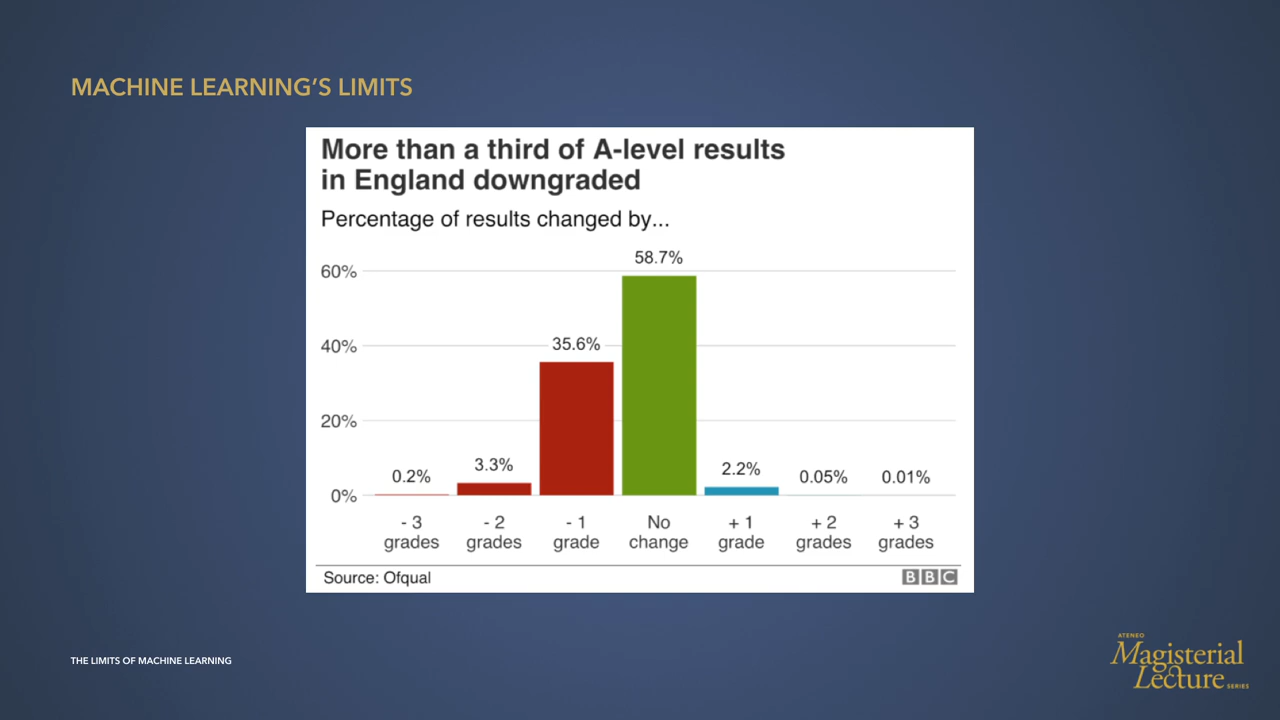 MACHINE LEARNING’S LIMITS
More than a third of A-level results
in England downgraded
Percentage of results changed by...
58.7%
60%
35.6%
40%
20%
0.2% 3.3% 2.2% 0.05% 0.01%
0%
- 3 - 2 - 1 No + 1 + 2 + 3
grades grades grade change grade grades grades
Source: Ofqual BBC
THE LIMITS OF MACHINE LEARNING
ATENEO
Magisterial
Lecture SERIES